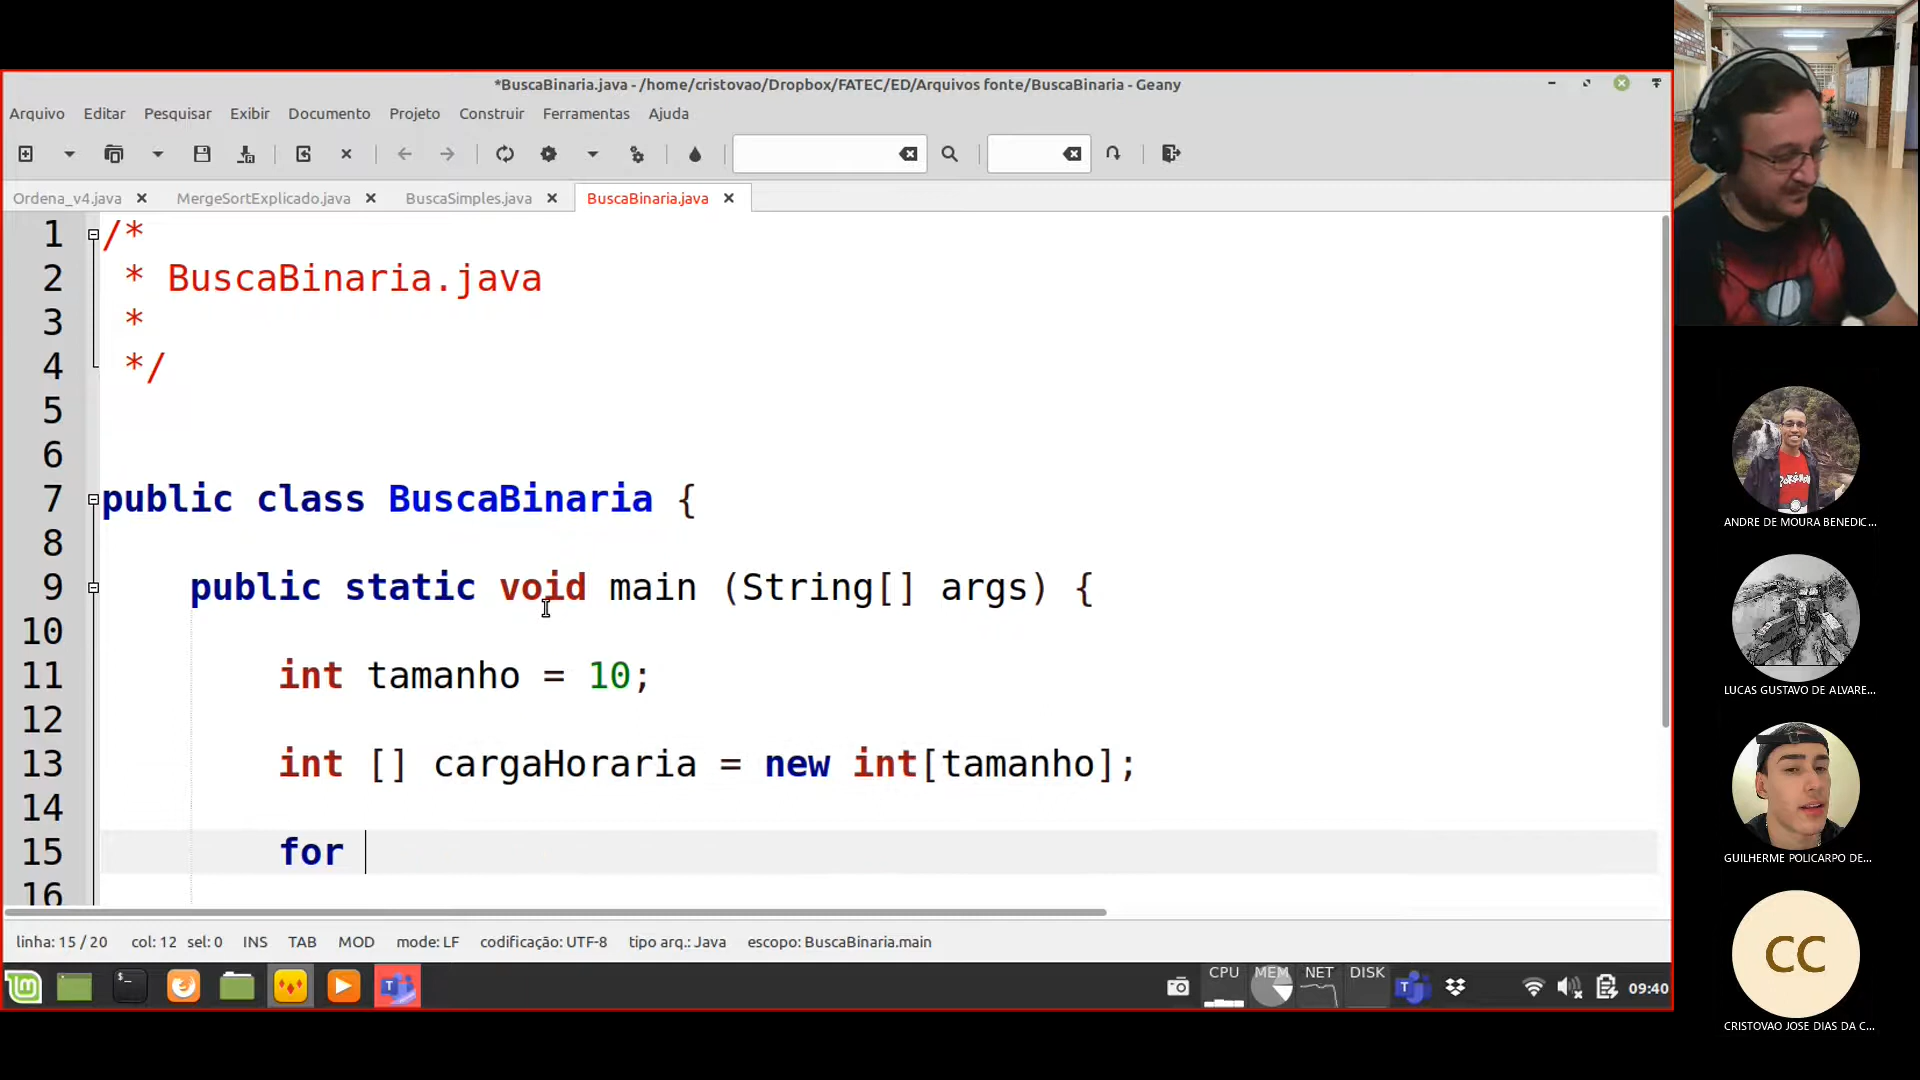 *BuscaBinaria.java - /home/cristovao/Dropbox/FATEC/ED/Arquivos fonte/BuscaBinaria - Geany
Arquivo Editar Pesquisar Exibir Documento Projeto Construir Ferramentas Ajuda
Ordena_v4.java MergeSortExplicado.java BuscaSimples.java BuscaBinaria.java
1 /*
2 * BuscaBinaria.java
3 *
4 */
5
6
7 public class BuscaBinaria {
8
9 public static void main (String[] args) {
10
11 int tamanho = 10;
12
13 int [] cargaHoraria = new int[tamanho];
14
15 for
16
linha: 15 / 20 col: 12 sel: 0 INS TAB MOD mode: LF codificação: UTF-8 tipo arq.: Java escopo: BuscaBinaria.main
CPU MEM NET DISK
09:40
ANDRE DE MOURA BENEDIC...
LUCAS GUSTAVO DE ALVARE...
GUILHERME POLICARPO DE...
CC
CRISTOVAO JOSE DIAS DA C...